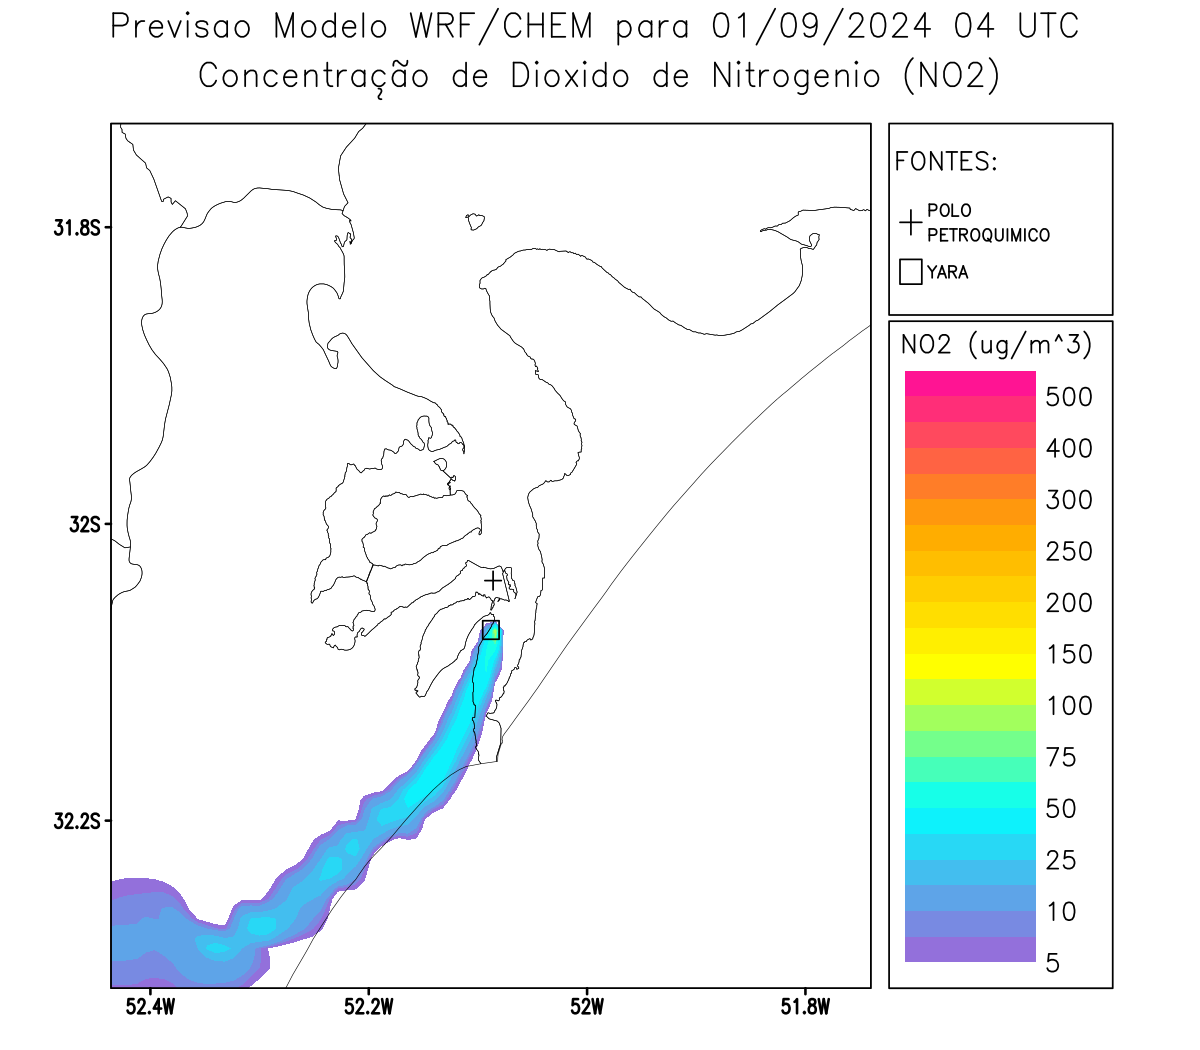 Previsao Modelo WRF/CHEM para 01/09/2024 04 UTC
Concentração de Dioxido de Nitrogenio (NO2)
FONTES:
POLO
PETROQUIMICO
YARA
NO2 (ug/m^3)
500
400
300
250
200
150
100
75
50
25
10
5
31.8S
32S
32.2S
52.4W
52.2W
52W
51.8W